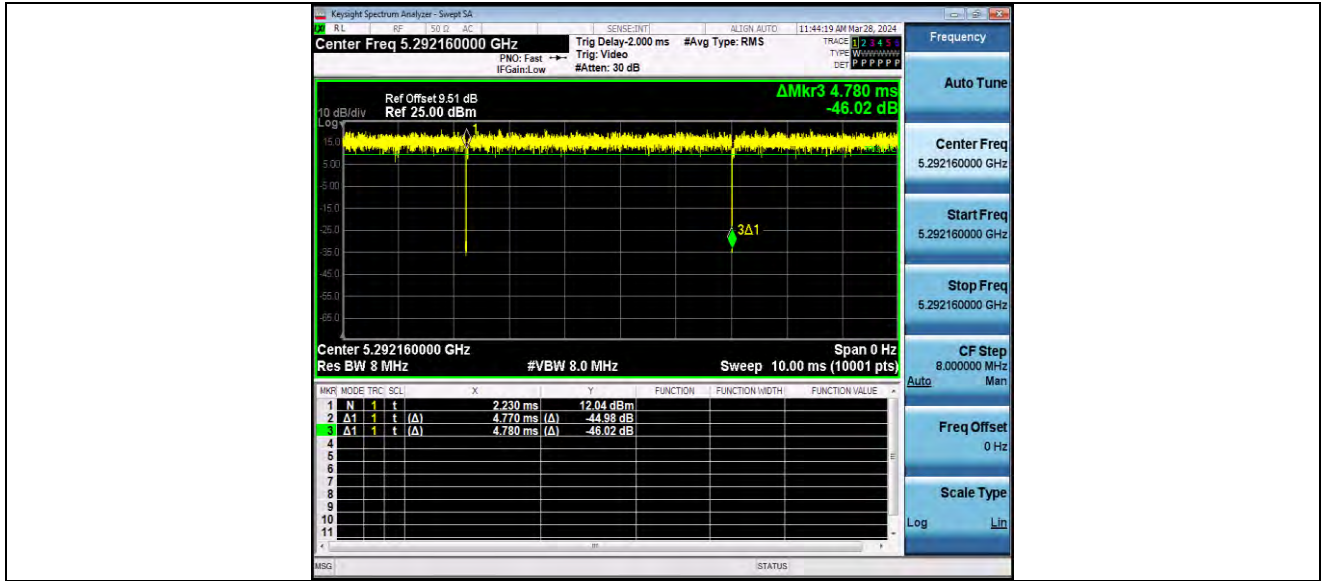 Keysight Spectrum Analyzer - Swept SA
RL RF 50 Ω AC SENSE:INT ALIGN AUTO 11:44:19 AM Mar 28, 2024
Center Freq 5.292160000 GHz Trig Delay-2.000 ms #Avg Type: RMS TRACE 1 2 3 4 5 6
PNO: Fast Trig: Video TYPE W
IFGain:Low #Atten: 30 dB DET P P P P P P
Frequency
Auto Tune
Center Freq
5.292160000 GHz
Start Freq
5.292160000 GHz
Stop Freq
5.292160000 GHz
CF Step
8.000000 MHz
Auto Man
Freq Offset
0 Hz
Scale Type
Log Lin
ΔMkr3 4.780 ms
Ref Offset 9.51 dB
10 dB/div Ref 25.00 dBm -46.02 dB
Log
1
15.0
5.00
-5.00
-15.0
-25.0
3Δ1
-35.0
-45.0
-55.0
-65.0
Center 5.292160000 GHz Span 0 Hz
Res BW 8 MHz #VBW 8.0 MHz Sweep 10.00 ms (10001 pts)
MKR MODE TRC SCL X Y FUNCTION FUNCTION WIDTH FUNCTION VALUE
1 N 1 t 2.230 ms 12.04 dBm
2 Δ1 1 t (Δ) 4.770 ms (Δ) -44.98 dB
3 Δ1 1 t (Δ) 4.780 ms (Δ) -46.02 dB
4
5
6
7
8
9
10
11
MSG STATUS